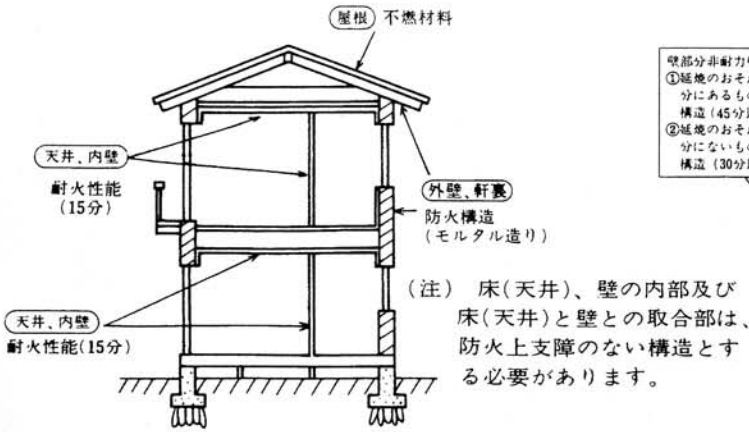 屋根 不燃材料
天井、内壁
耐火性能
(15分)
外壁、軒裏
防火構造
(モルタル造り)
天井、内壁
耐火性能(15分)
(注) 床(天井)、壁の内部及び
床(天井)と壁との取合部は、
防火上支障のない構造とす
る必要があります。
壁部分非耐力
①延焼のおそ
分にあるもの
構造(45分
②延焼のおそ
分にないもの
構造(30分